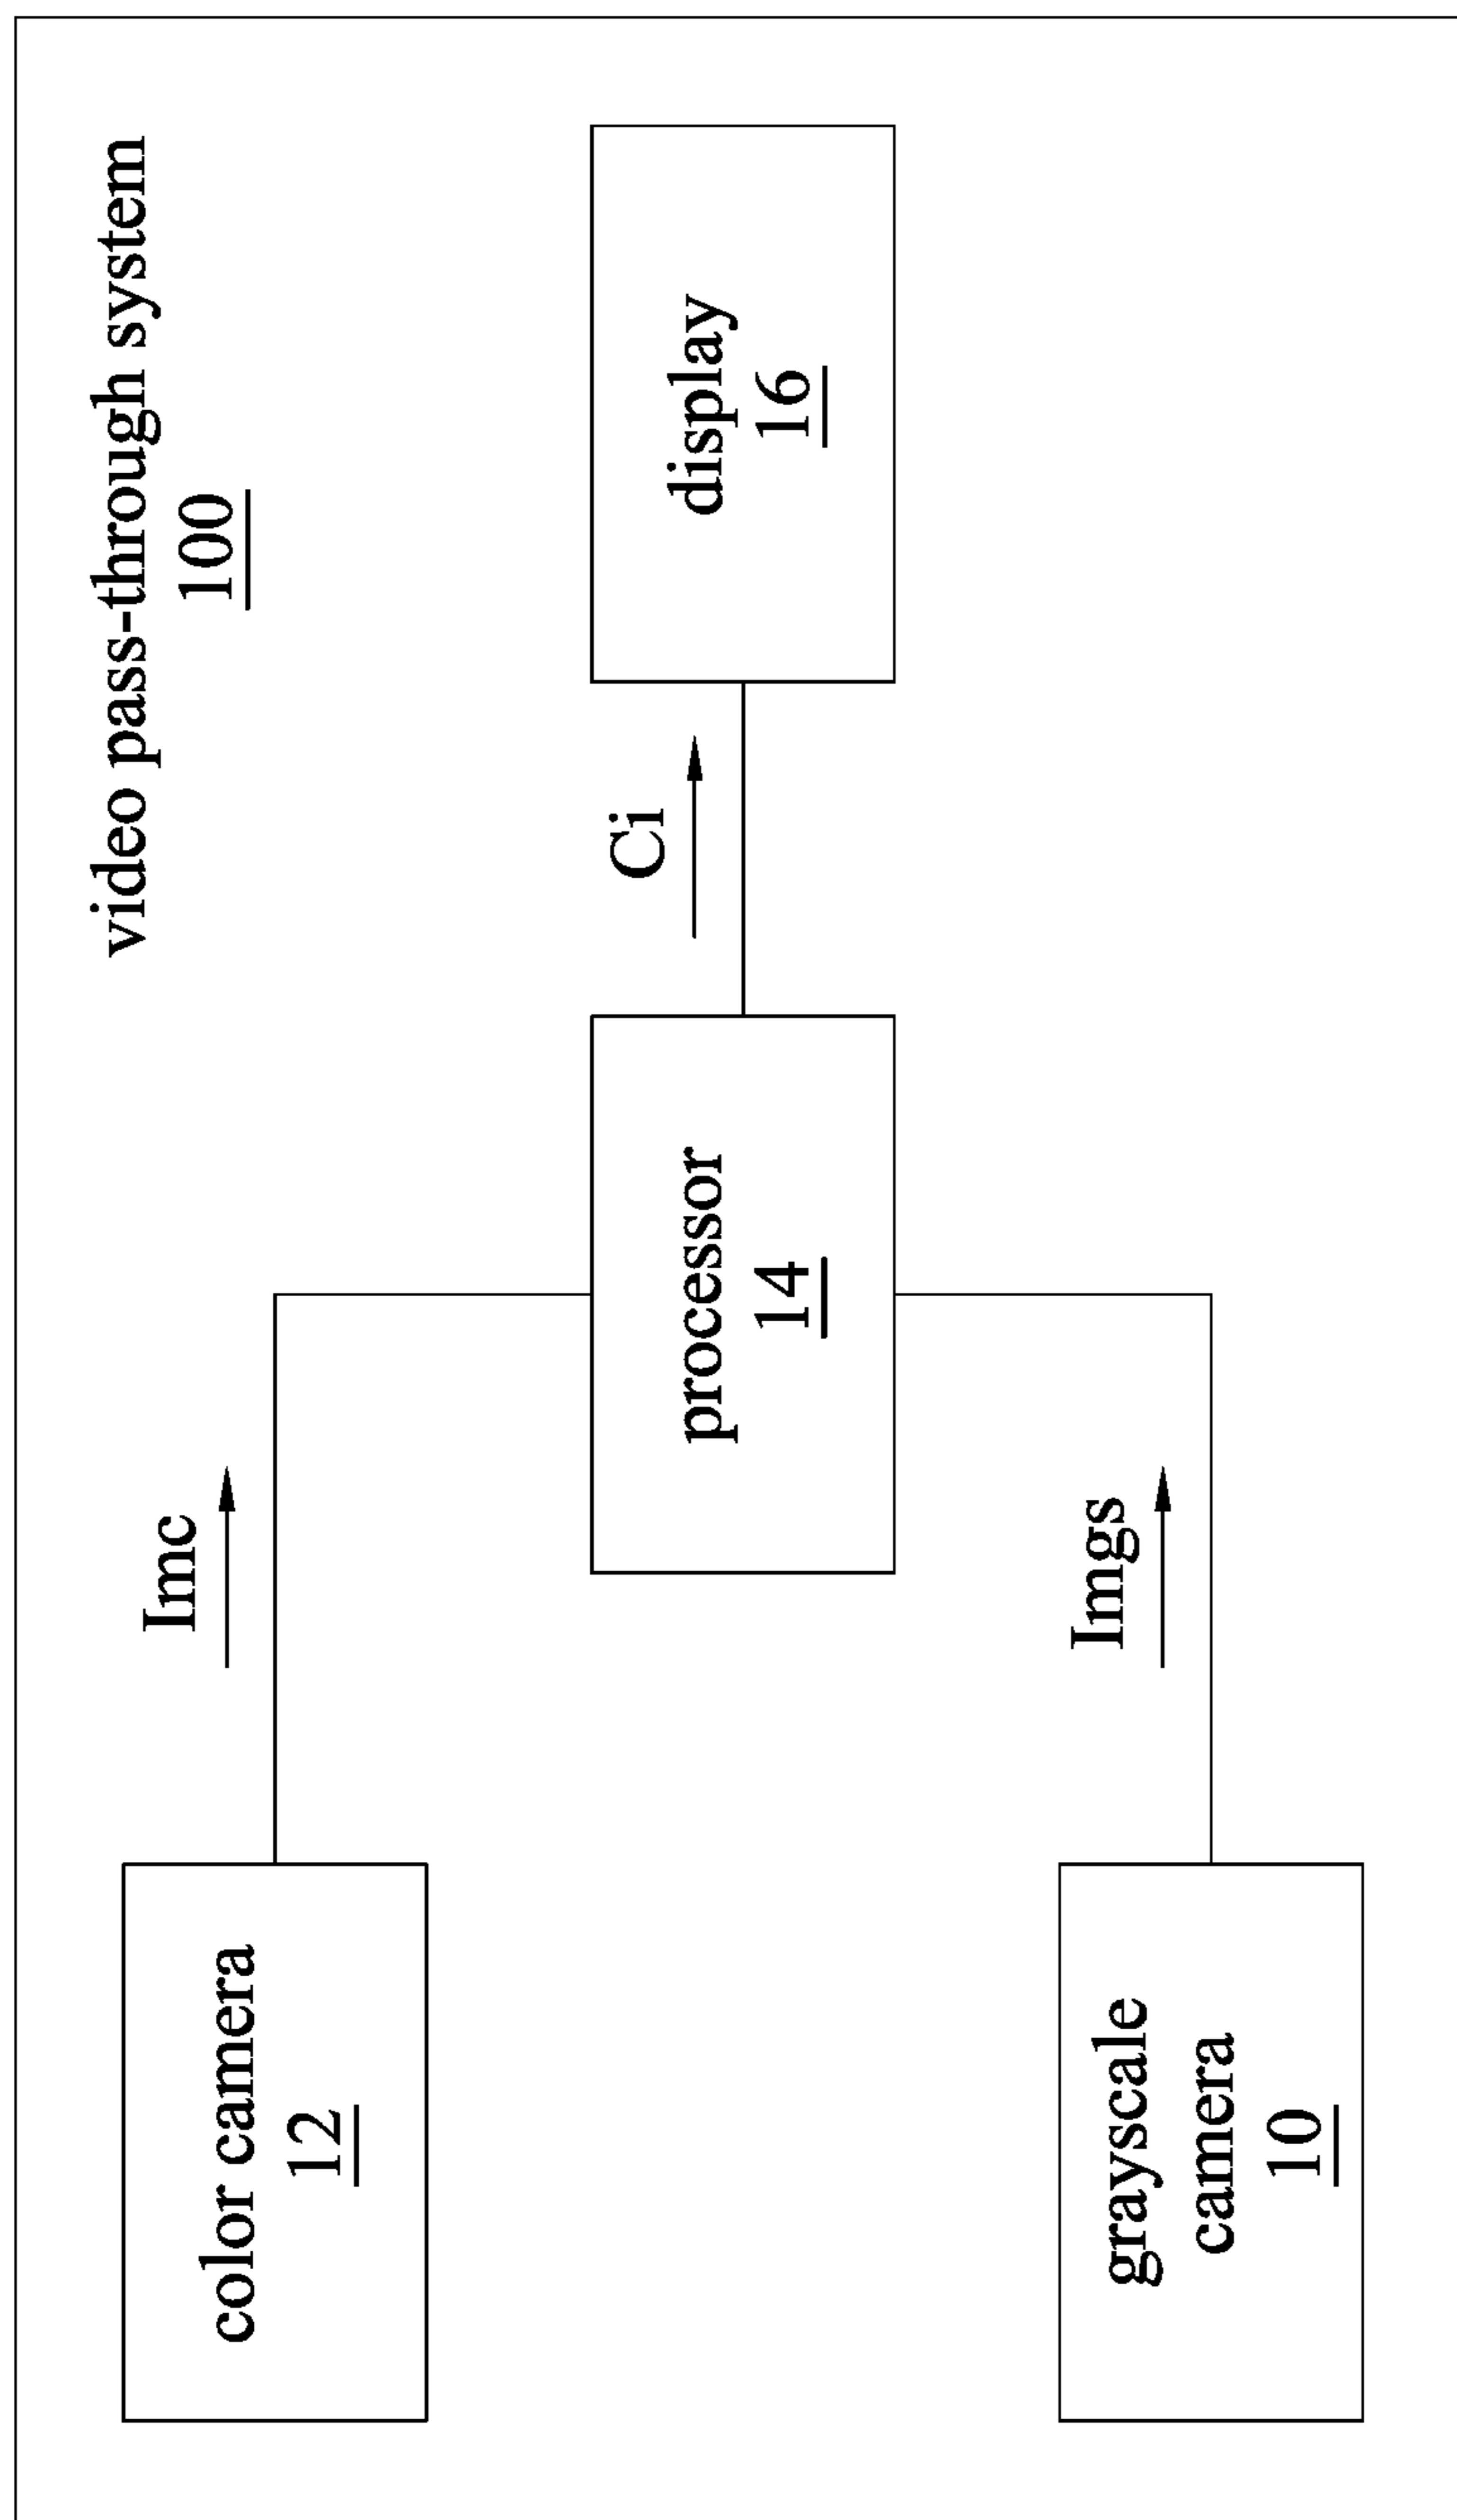 video pass-through system
100
color camera
12
Imc
processor
14
Ci
display
16
Imgs
grayscale
camera
10